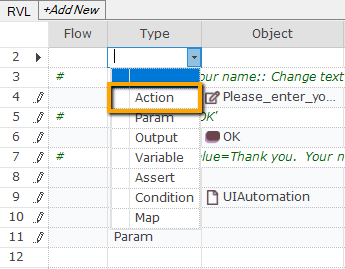 RVL +Add New
Flow Type Object
2
3 # our name:: Change text
4 Action Please_enter_yo...
5 # Param OK'
6 Output OK
7 # Variable lue=Thank you. Your n
8 Assert
9 Condition UIAutomation
10 Map
11 Param